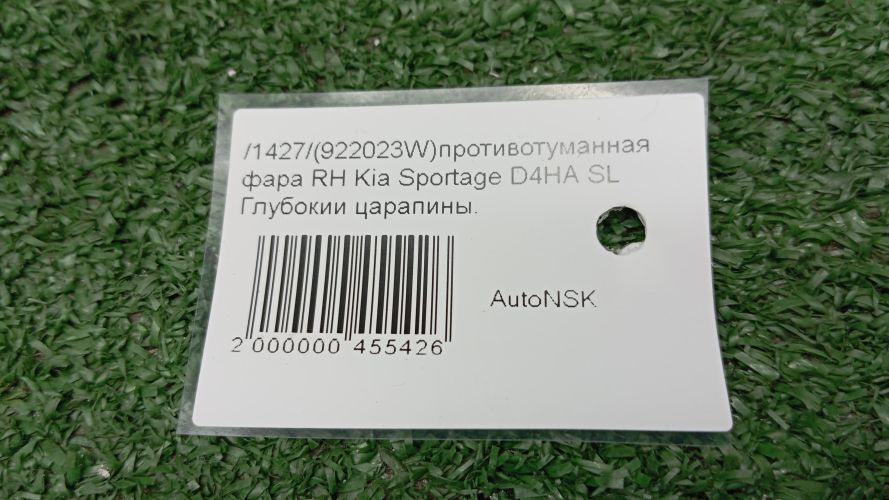 /1427/(922023W)противотуманная
фара RH Kia Sportage D4HA SL
Глубокии царапины.
AutoNSK
2 000000 455426